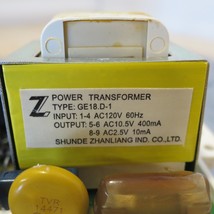 Z POWER TRANSFORMER
TYPE: GE18.D-1
INPUT: 1-4 AC120V 60Hz
OUTPUT: 5-6 AC10.5V 400mA
8-9 AC2.5V 10mA
SHUNDE ZHANLIANG IND. CO.,LTD.
TVR